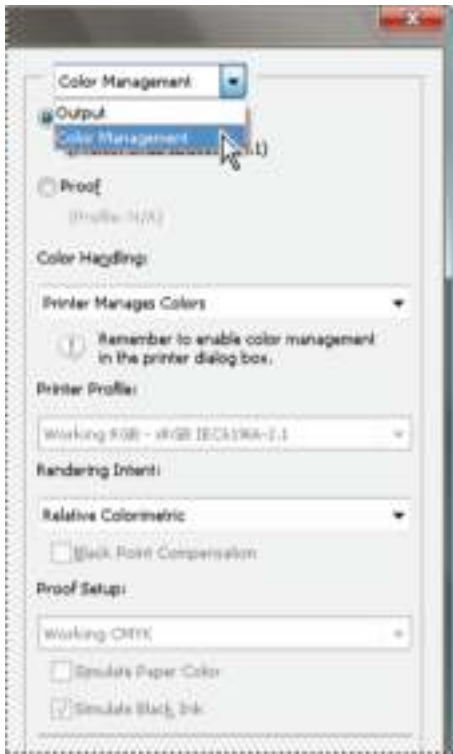 Color Management
Output
Color Management
Proof
(Profile: N/A)
Color Handling:
Printer Manages Colors
Remember to enable color management
in the printer dialog box.
Printer Profile:
Working RGB - sRGB IEC61966-2.1
Rendering Intent:
Relative Colorimetric
Black Point Compensation
Proof Setup:
Working CMYK
Simulate Paper Color
Simulate Black Ink